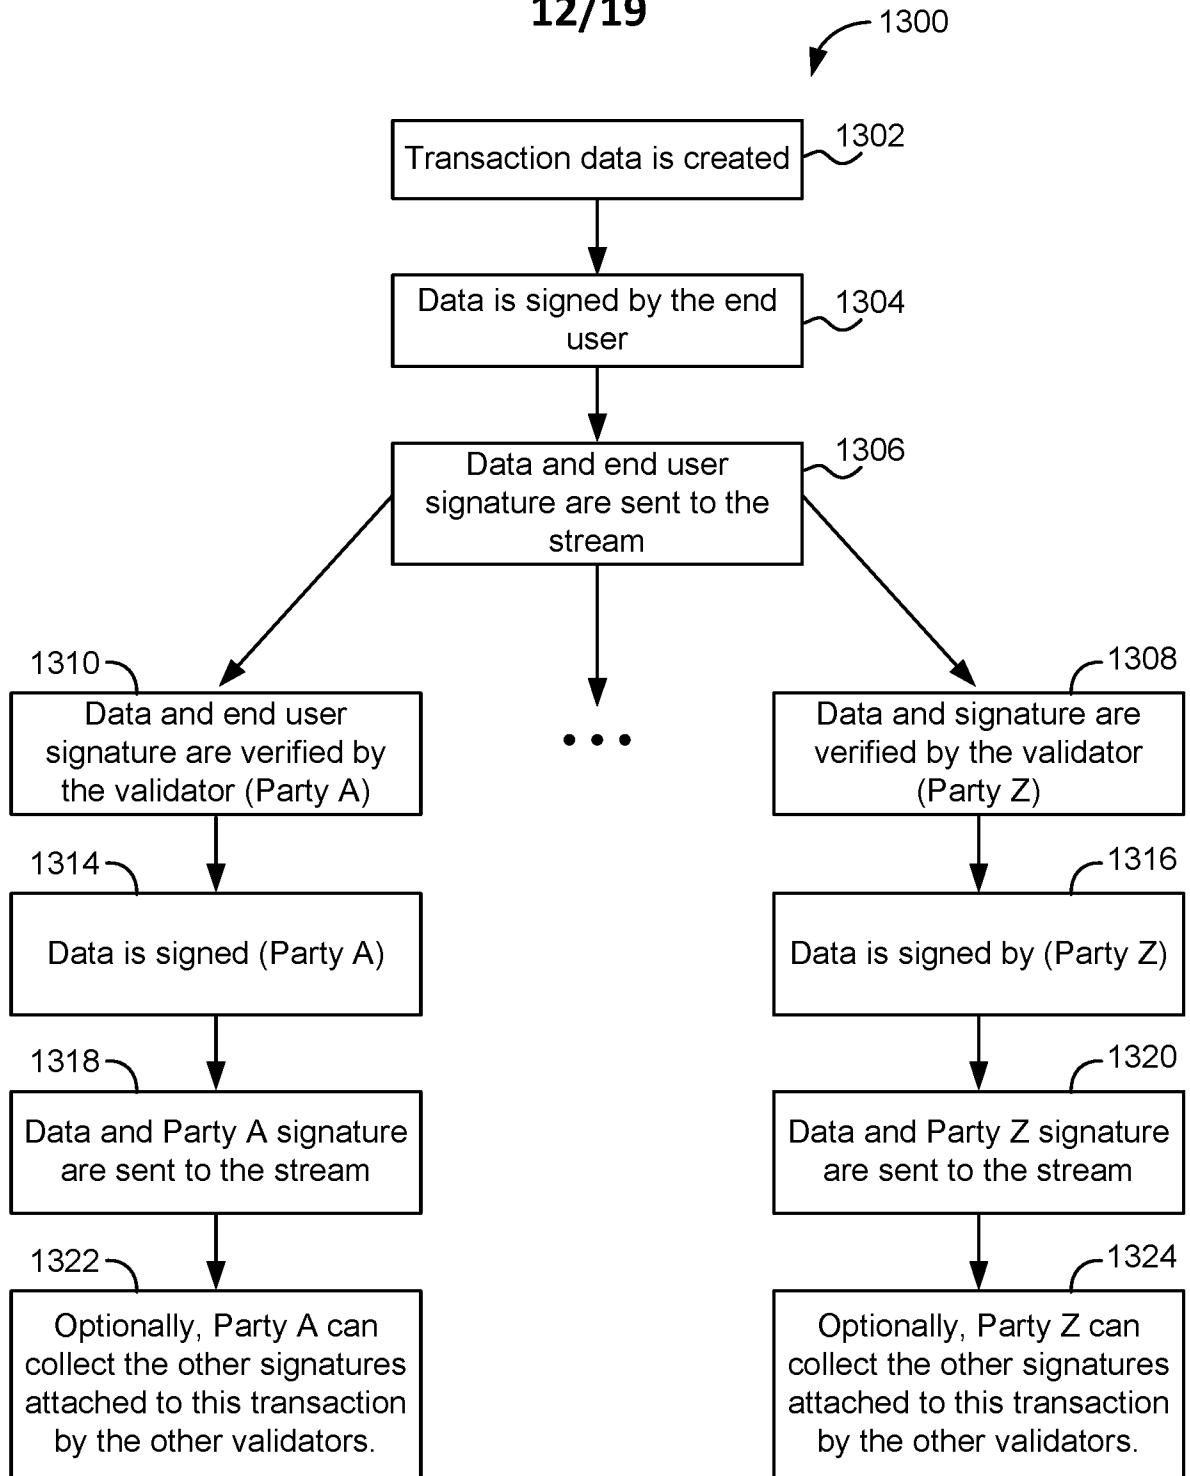 12/19
1300
Transaction data is created
1302
Data is signed by the end
user
1304
Data and end user
signature are sent to the
stream
1306
1310
Data and end user
signature are verified by
the validator (Party A)
1308
Data and signature are
verified by the validator
(Party Z)
1314
Data is signed (Party A)
1316
Data is signed by (Party Z)
1318
Data and Party A signature
are sent to the stream
1320
Data and Party Z signature
are sent to the stream
1322
Optionally, Party A can
collect the other signatures
attached to this transaction
by the other validators.
1324
Optionally, Party Z can
collect the other signatures
attached to this transaction
by the other validators.